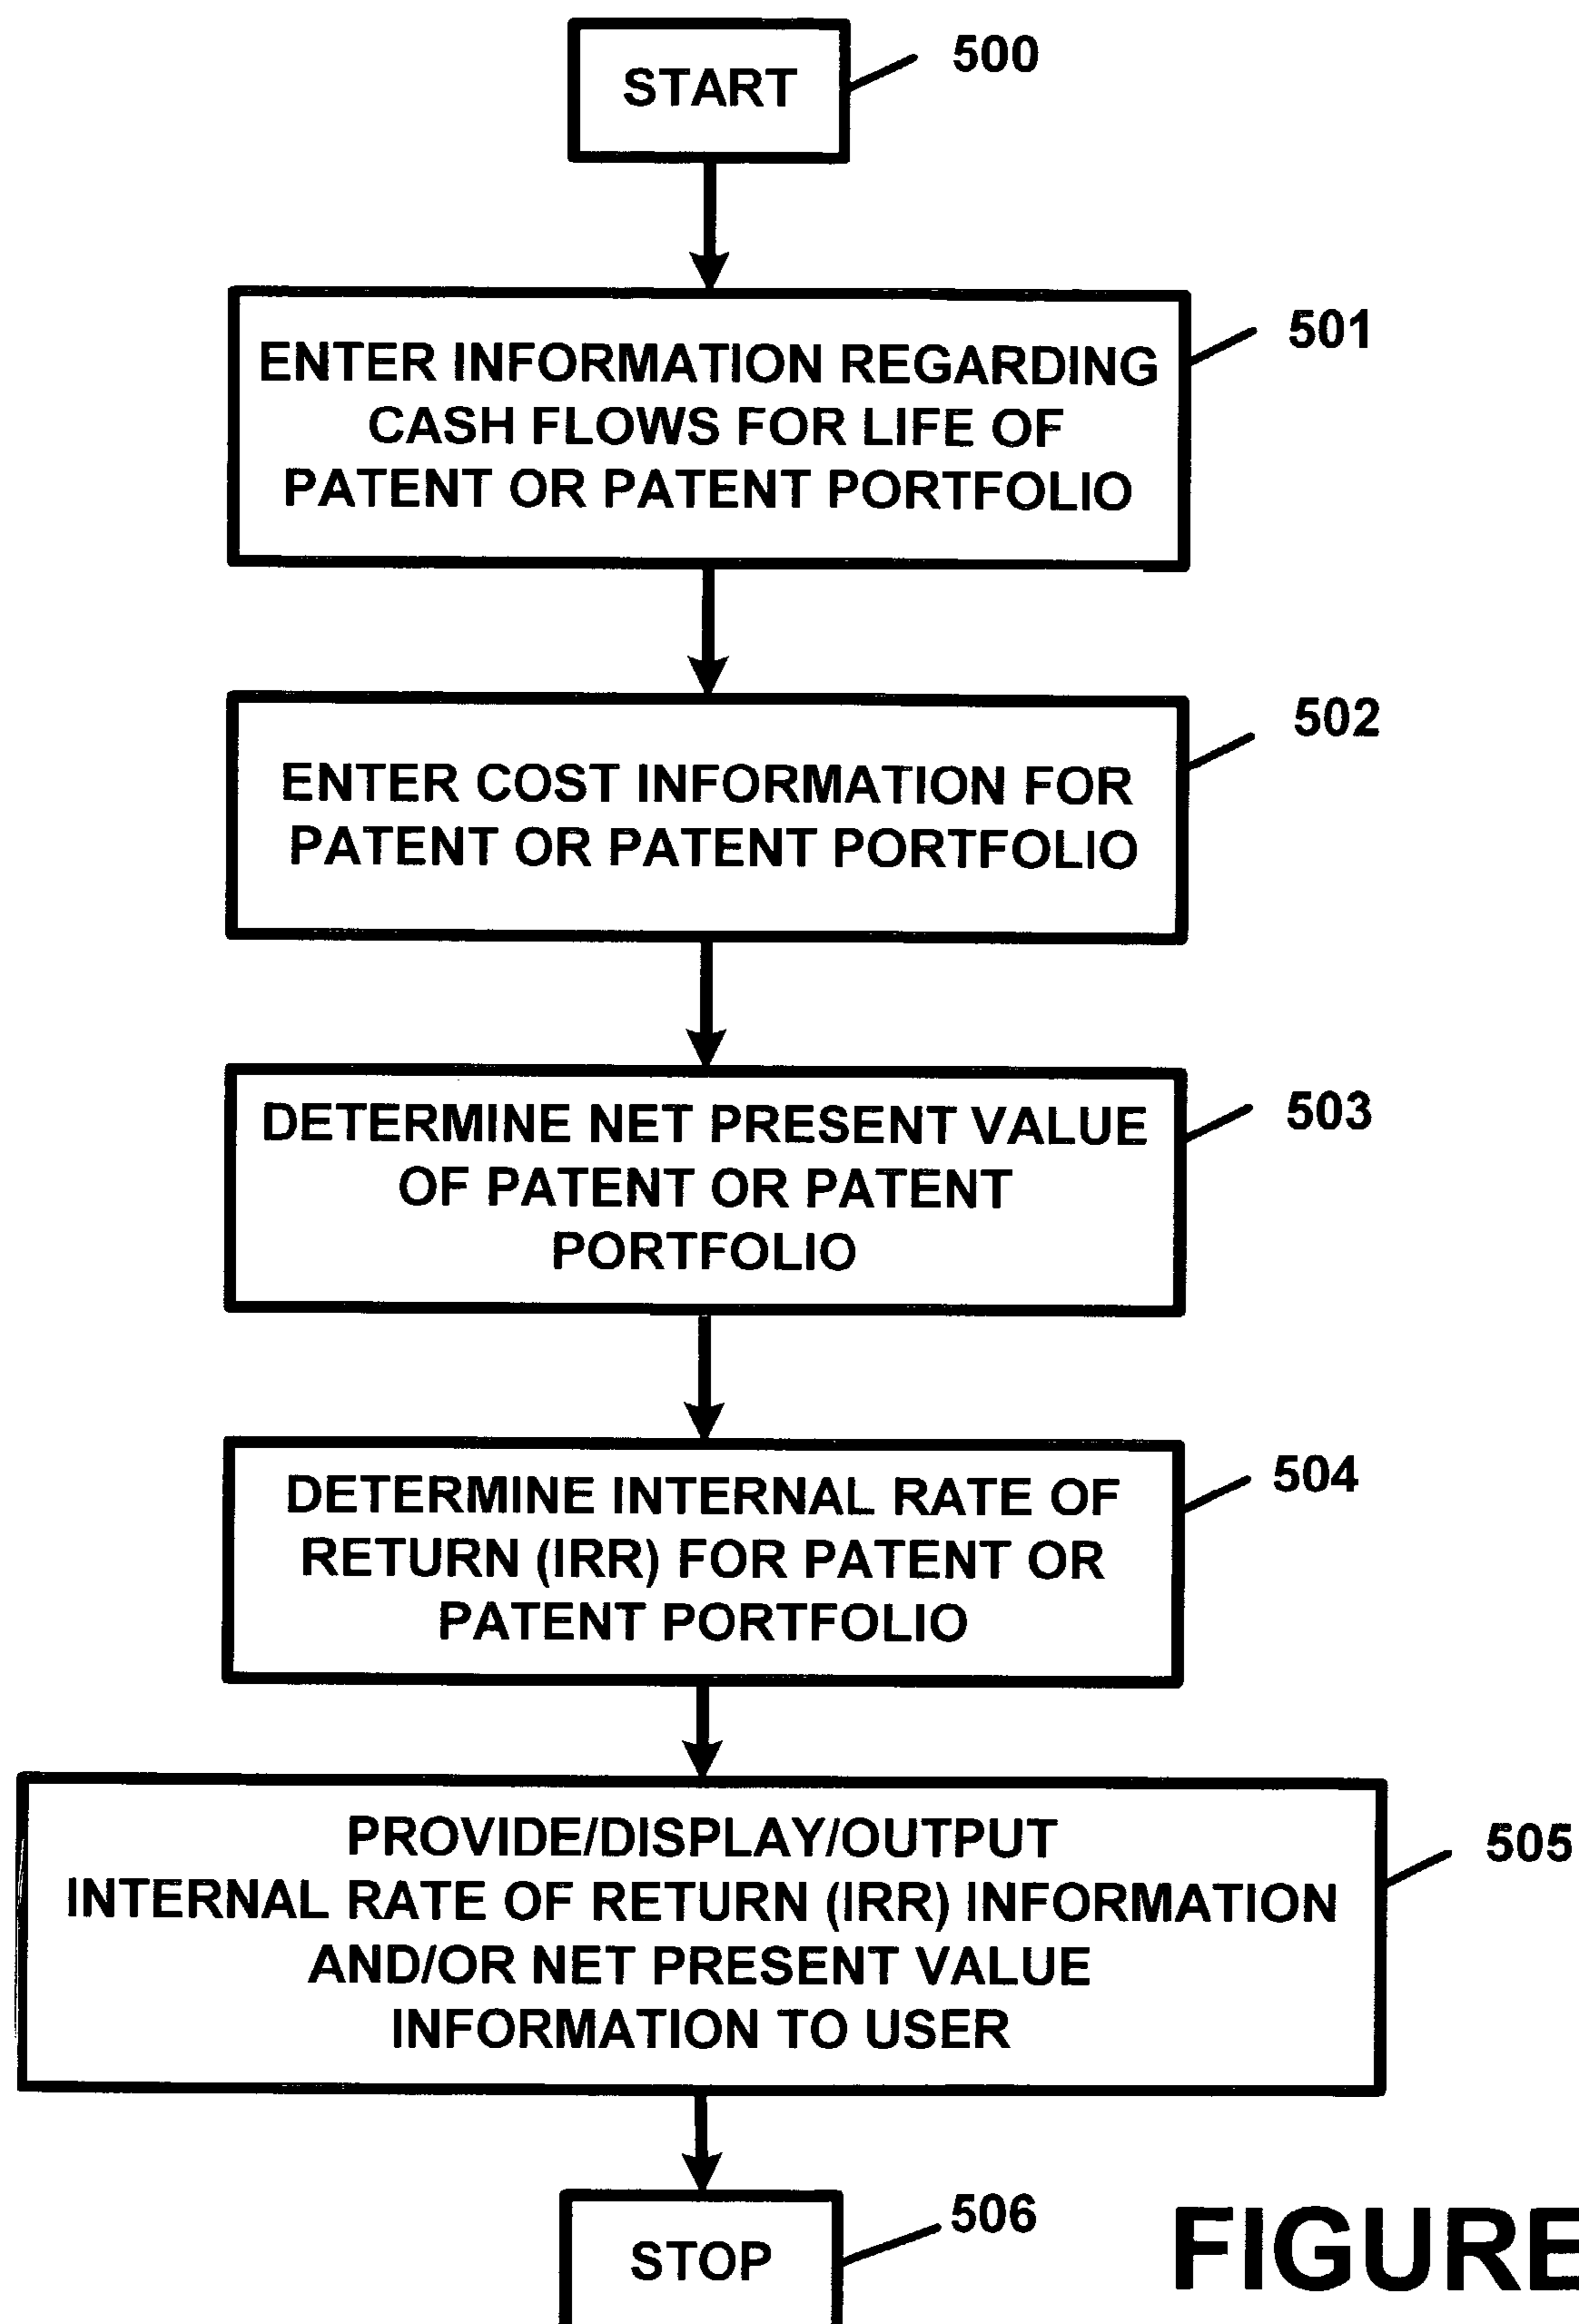 START
500
ENTER INFORMATION REGARDING
CASH FLOWS FOR LIFE OF
PATENT OR PATENT PORTFOLIO
501
ENTER COST INFORMATION FOR
PATENT OR PATENT PORTFOLIO
502
DETERMINE NET PRESENT VALUE
OF PATENT OR PATENT
PORTFOLIO
503
DETERMINE INTERNAL RATE OF
RETURN (IRR) FOR PATENT OR
PATENT PORTFOLIO
504
PROVIDE/DISPLAY/OUTPUT
INTERNAL RATE OF RETURN (IRR) INFORMATION
AND/OR NET PRESENT VALUE
INFORMATION TO USER
505
STOP
506
FIGURE